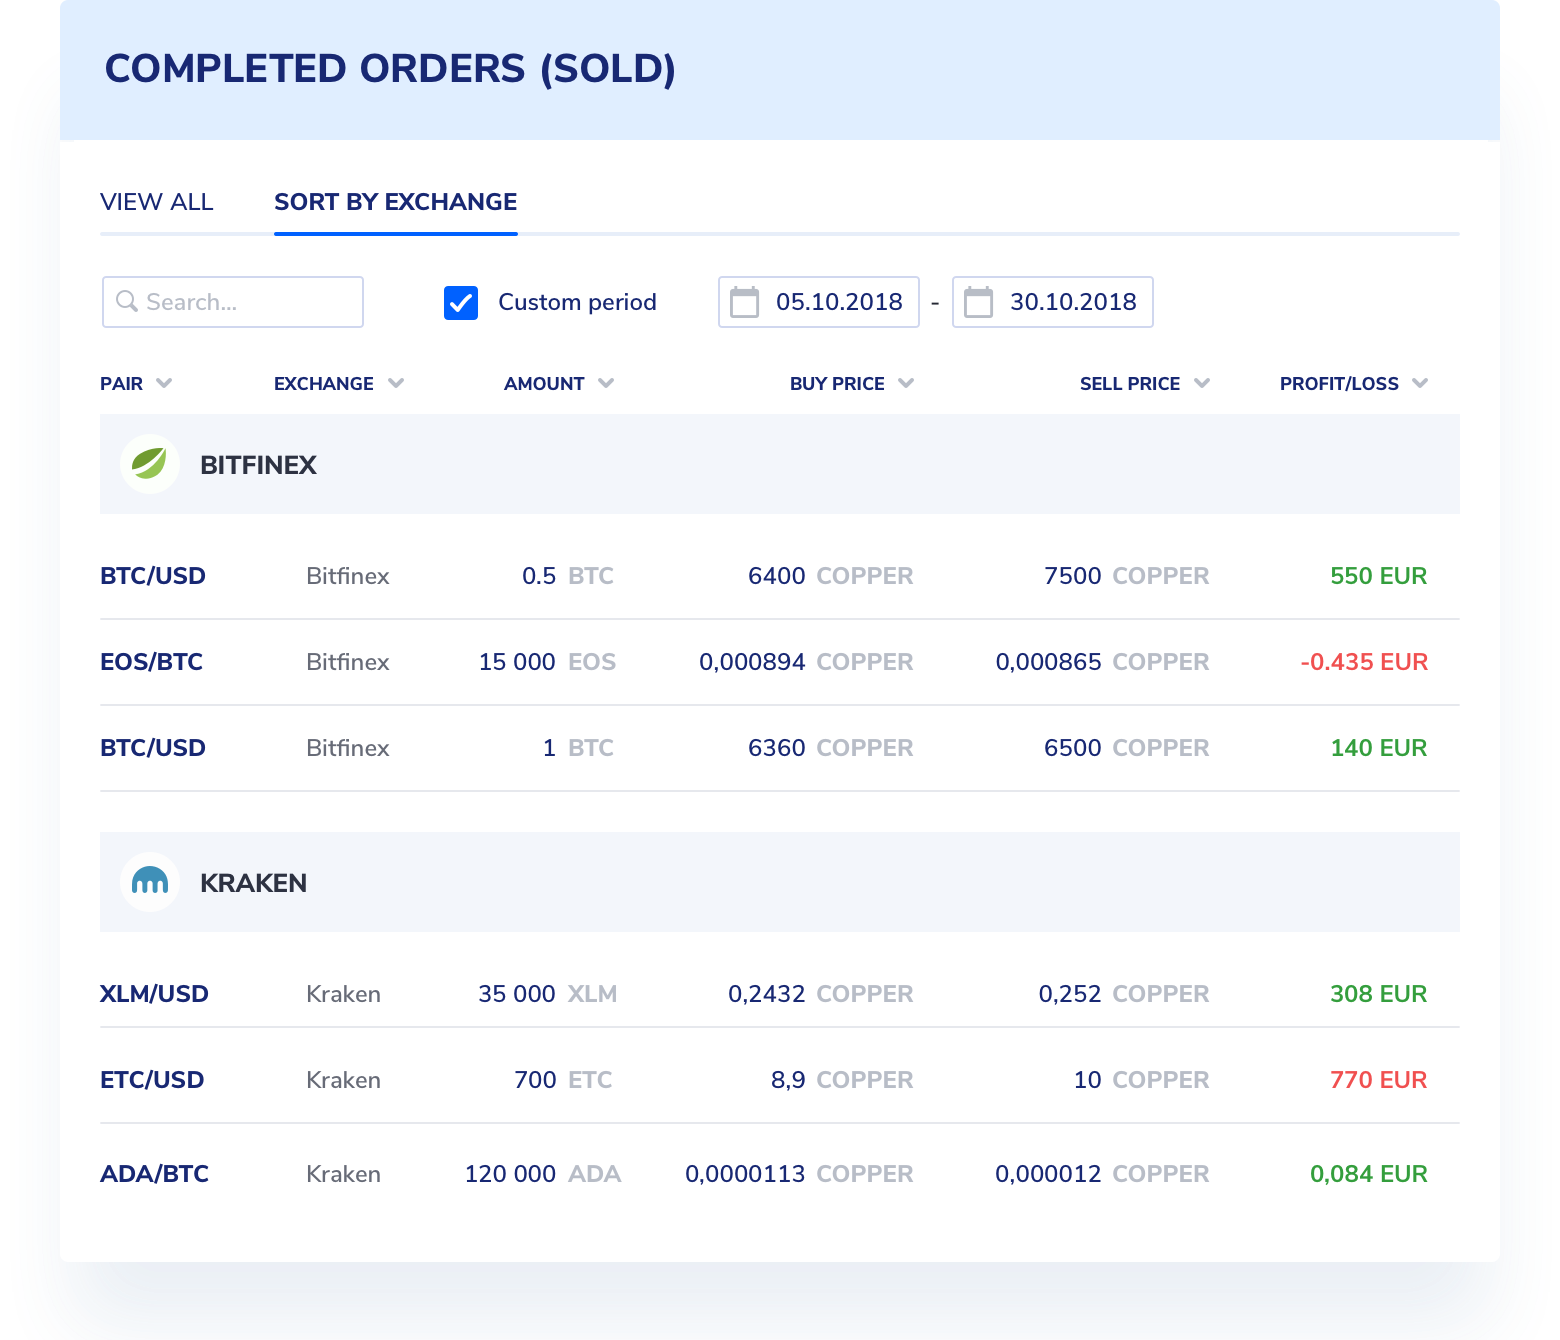 COMPLETED ORDERS (SOLD)
VIEW ALL SORT BY EXCHANGE
Search... Custom period 05.10.2018 - 30.10.2018
PAIR EXCHANGE AMOUNT BUY PRICE SELL PRICE PROFIT/LOSS
BITFINEX
BTC/USD Bitfinex 0.5 BTC 6400 COPPER 7500 COPPER 550 EUR
EOS/BTC Bitfinex 15 000 EOS 0,000894 COPPER 0,000865 COPPER -0.435 EUR
BTC/USD Bitfinex 1 BTC 6360 COPPER 6500 COPPER 140 EUR
KRAKEN
XLM/USD Kraken 35 000 XLM 0,2432 COPPER 0,252 COPPER 308 EUR
ETC/USD Kraken 700 ETC 8,9 COPPER 10 COPPER 770 EUR
ADA/BTC Kraken 120 000 ADA 0,0000113 COPPER 0,000012 COPPER 0,084 EUR